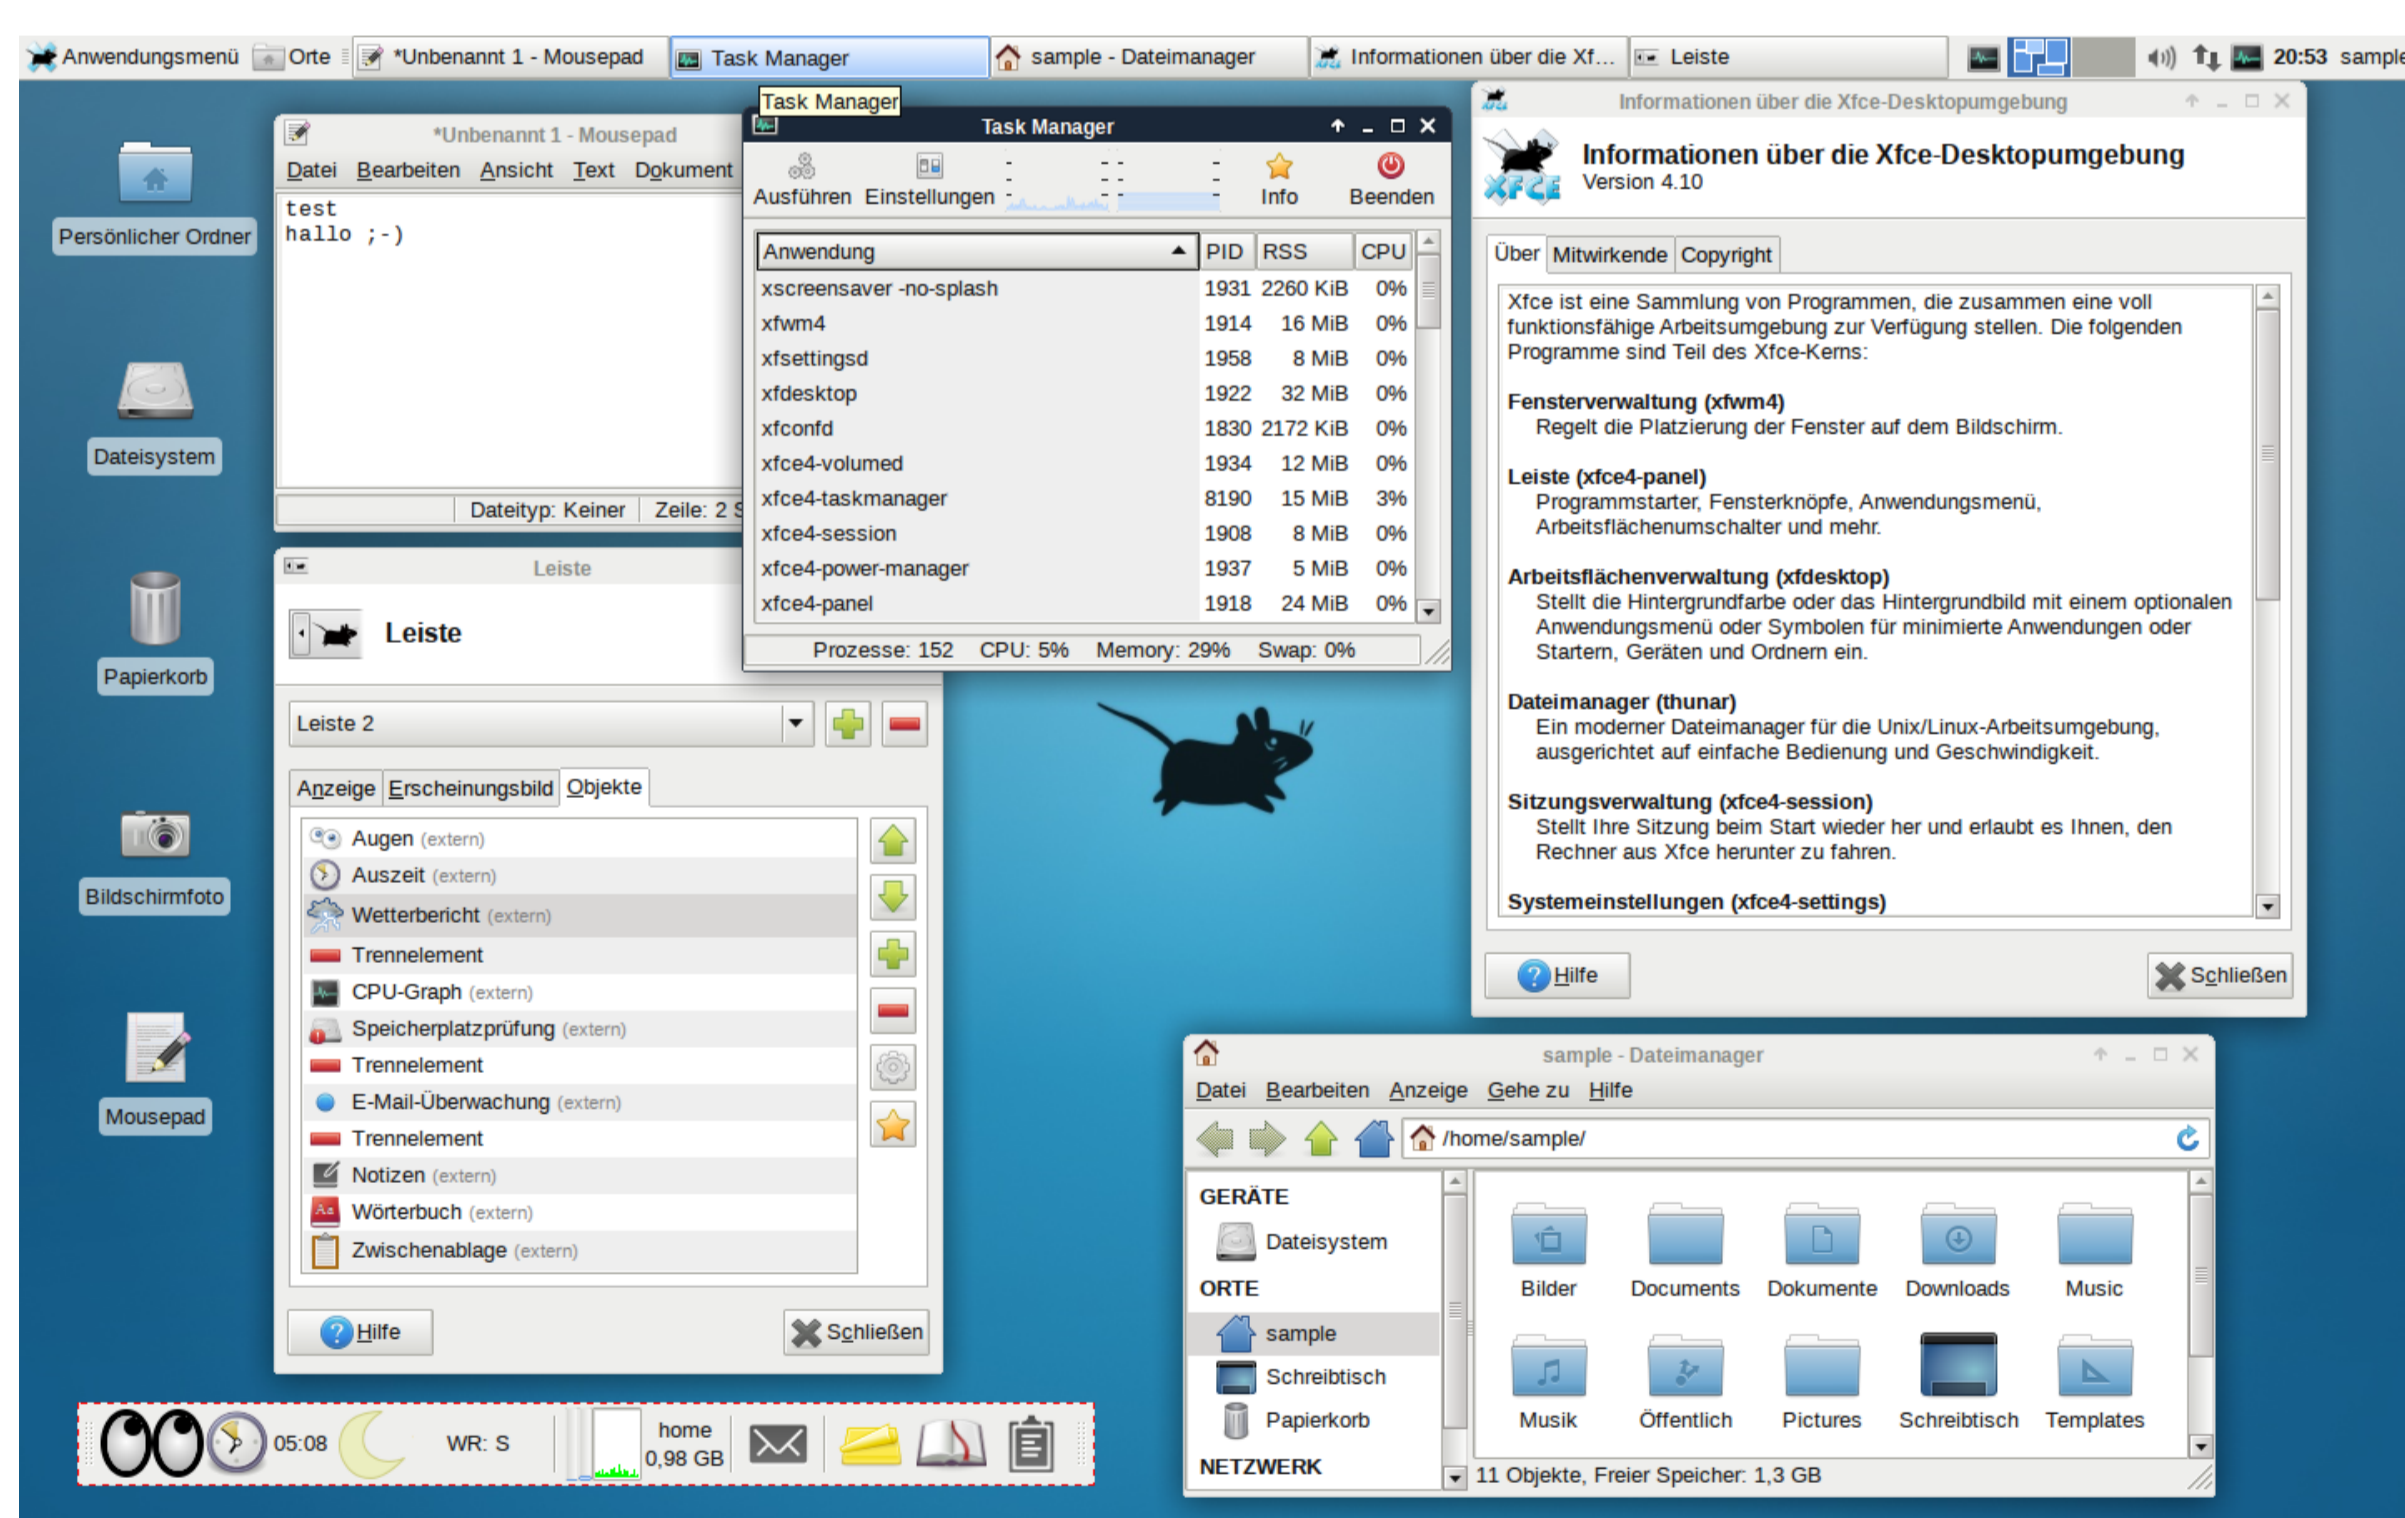 Anwendungsmenü Orte *Unbenannt 1 - Mousepad Task Manager sample - Dateimanager Informationen über die Xf... Leiste 20:53 sample
Task Manager
Persönlicher Ordner
Dateisystem
Papierkorb
Bildschirmfoto
Mousepad
*Unbenannt 1 - Mousepad
Datei Bearbeiten Ansicht Text Dokument
test
hallo ;-)
Dateityp: Keiner Zeile: 2 S
Task Manager
Ausführen Einstellungen Info Beenden
Anwendung PID RSS CPU
xscreensaver -no-splash 1931 2260 KiB 0%
xfwm4 1914 16 MiB 0%
xfsettingsd 1958 8 MiB 0%
xfdesktop 1922 32 MiB 0%
xfconfd 1830 2172 KiB 0%
xfce4-volumed 1934 12 MiB 0%
xfce4-taskmanager 8190 15 MiB 3%
xfce4-session 1908 8 MiB 0%
xfce4-power-manager 1937 5 MiB 0%
xfce4-panel 1918 24 MiB 0%
Prozesse: 152 CPU: 5% Memory: 29% Swap: 0%
Informationen über die Xfce-Desktopumgebung
XFCE
Informationen über die Xfce-Desktopumgebung
Version 4.10
Über Mitwirkende Copyright
Xfce ist eine Sammlung von Programmen, die zusammen eine voll
funktionsfähige Arbeitsumgebung zur Verfügung stellen. Die folgenden
Programme sind Teil des Xfce-Kerns:
Fensterverwaltung (xfwm4)
Regelt die Platzierung der Fenster auf dem Bildschirm.
Leiste (xfce4-panel)
Programmstarter, Fensterknöpfe, Anwendungsmenü,
Arbeitsflächenumschalter und mehr.
Arbeitsflächenverwaltung (xfdesktop)
Stellt die Hintergrundfarbe oder das Hintergrundbild mit einem optionalen
Anwendungsmenü oder Symbolen für minimierte Anwendungen oder
Startern, Geräten und Ordnern ein.
Dateimanager (thunar)
Ein moderner Dateimanager für die Unix/Linux-Arbeitsumgebung,
ausgerichtet auf einfache Bedienung und Geschwindigkeit.
Sitzungsverwaltung (xfce4-session)
Stellt Ihre Sitzung beim Start wieder her und erlaubt es Ihnen, den
Rechner aus Xfce herunter zu fahren.
Systemeinstellungen (xfce4-settings)
Hilfe Schließen
Leiste
Leiste
Leiste 2
Anzeige Erscheinungsbild Objekte
Augen (extern)
Auszeit (extern)
Wetterbericht (extern)
Trennelement
CPU-Graph (extern)
Speicherplatzprüfung (extern)
Trennelement
E-Mail-Überwachung (extern)
Trennelement
Notizen (extern)
Wörterbuch (extern)
Zwischenablage (extern)
Hilfe Schließen
sample - Dateimanager
Datei Bearbeiten Anzeige Gehe zu Hilfe
/home/sample/
GERÄTE
Dateisystem
ORTE
sample
Schreibtisch
Papierkorb
NETZWERK
Bilder Documents Dokumente Downloads Music
Musik Öffentlich Pictures Schreibtisch Templates
11 Objekte, Freier Speicher: 1,3 GB
05:08 WR: S home
0,98 GB